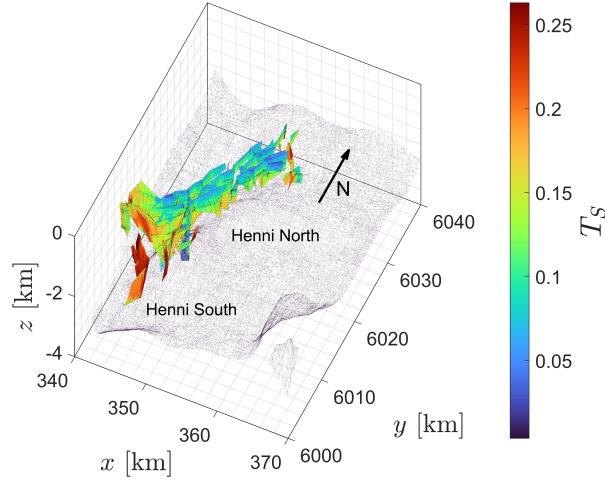 0.25
0.2
0.15
0.1
0.05
T_S
N
Henni North
Henni South
0
-2
-4
z [km]
340
350
360
370
x [km]
6000
6010
6020
6030
6040
y [km]